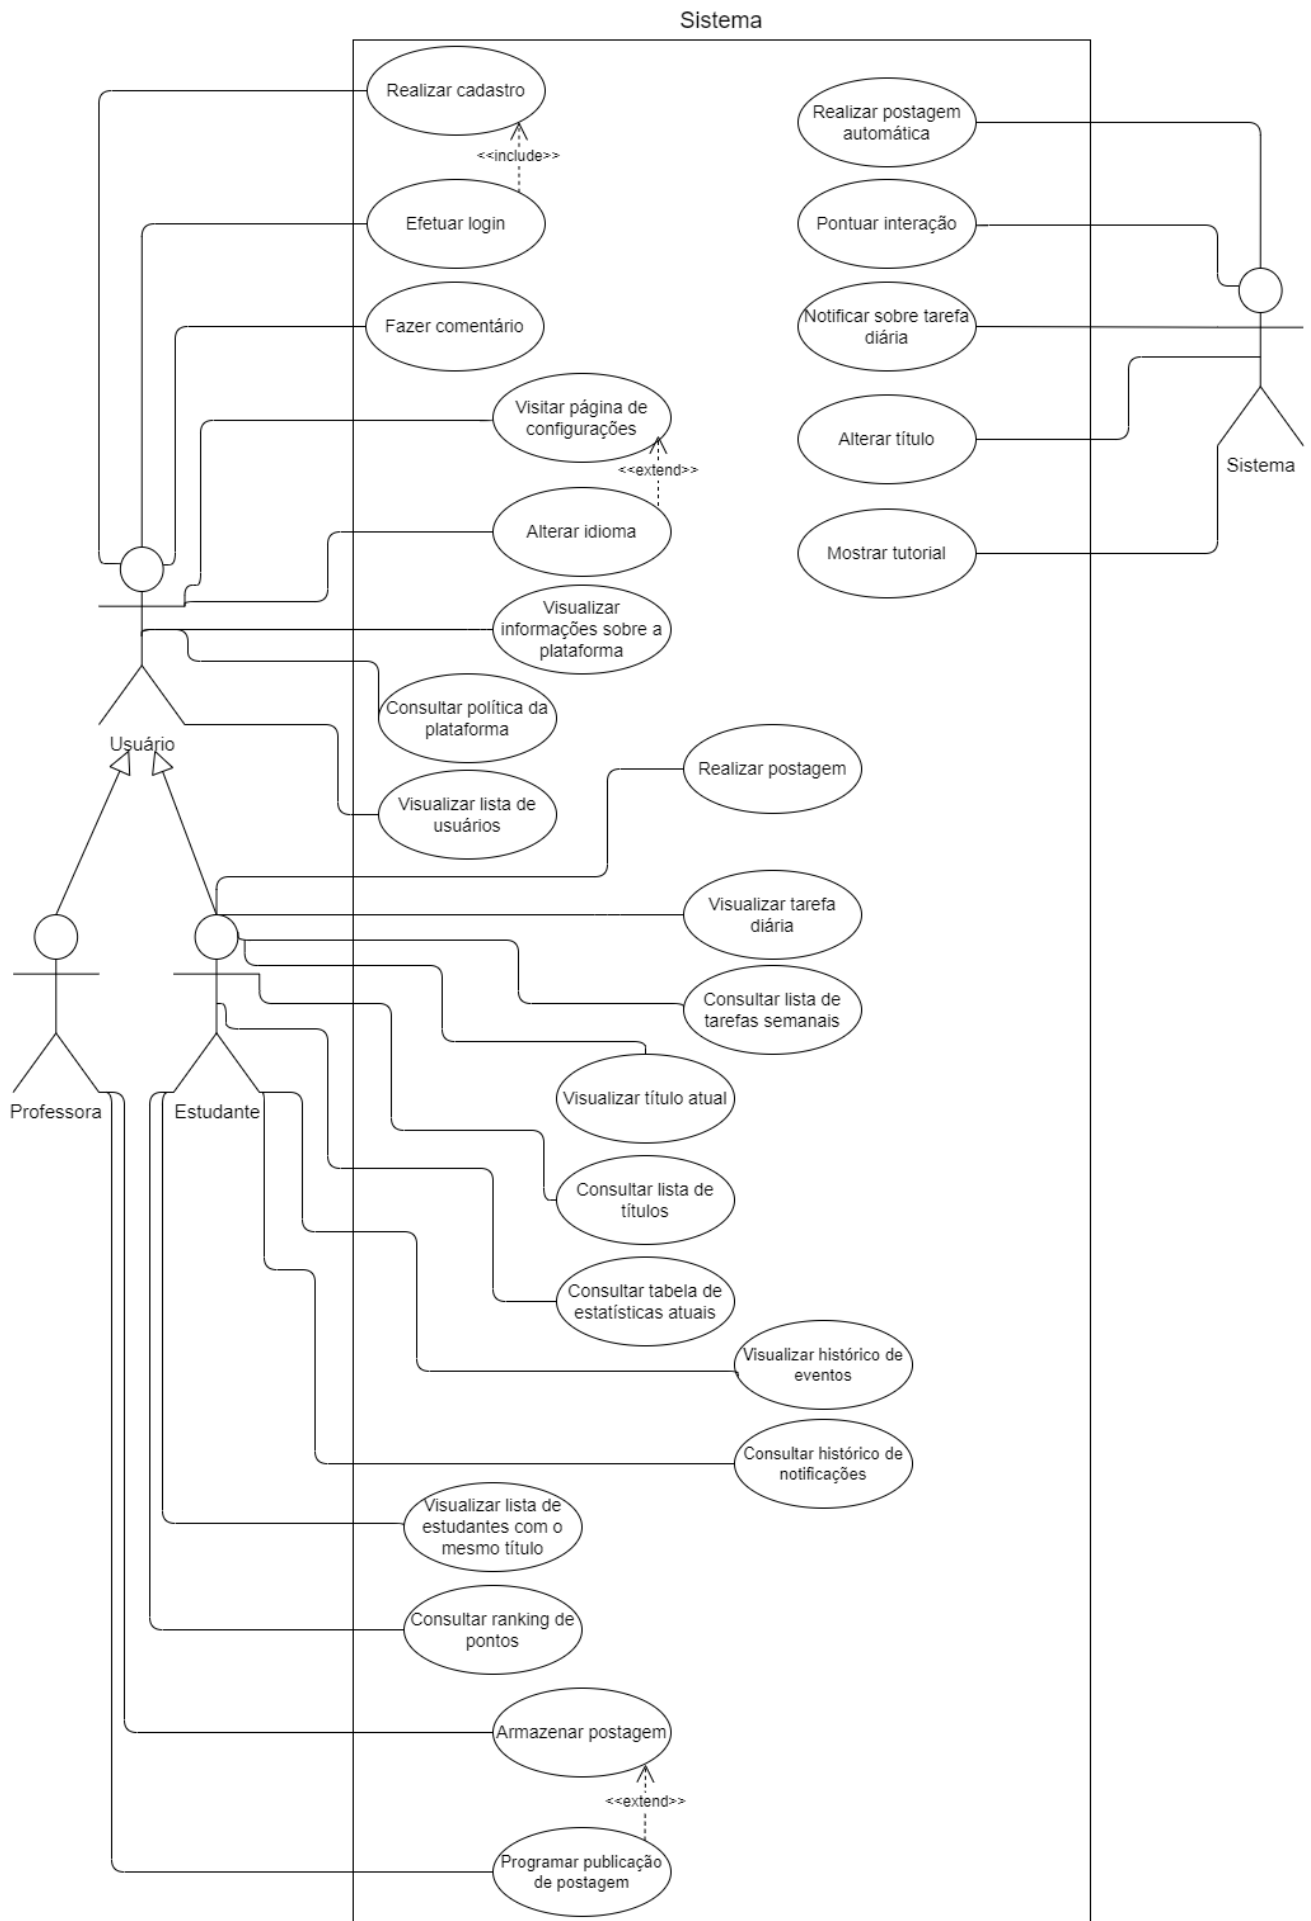 Sistema
Realizar cadastro
<<include>>
Efetuar login
Fazer comentário
Visitar página de
configurações
<<extend>>
Alterar idioma
Visualizar
informações sobre a
plataforma
Consultar política da
plataforma
Visualizar lista de
usuários
Usuário
Realizar postagem
automática
Pontuar interação
Notificar sobre tarefa
diária
Alterar título
Mostrar tutorial
Sistema
Realizar postagem
Visualizar tarefa
diária
Consultar lista de
tarefas semanais
Visualizar título atual
Professora
Estudante
Consultar lista de
títulos
Consultar tabela de
estatísticas atuais
Visualizar histórico de
eventos
Consultar histórico de
notificações
Visualizar lista de
estudantes com o
mesmo título
Consultar ranking de
pontos
Armazenar postagem
<<extend>>
Programar publicação
de postagem